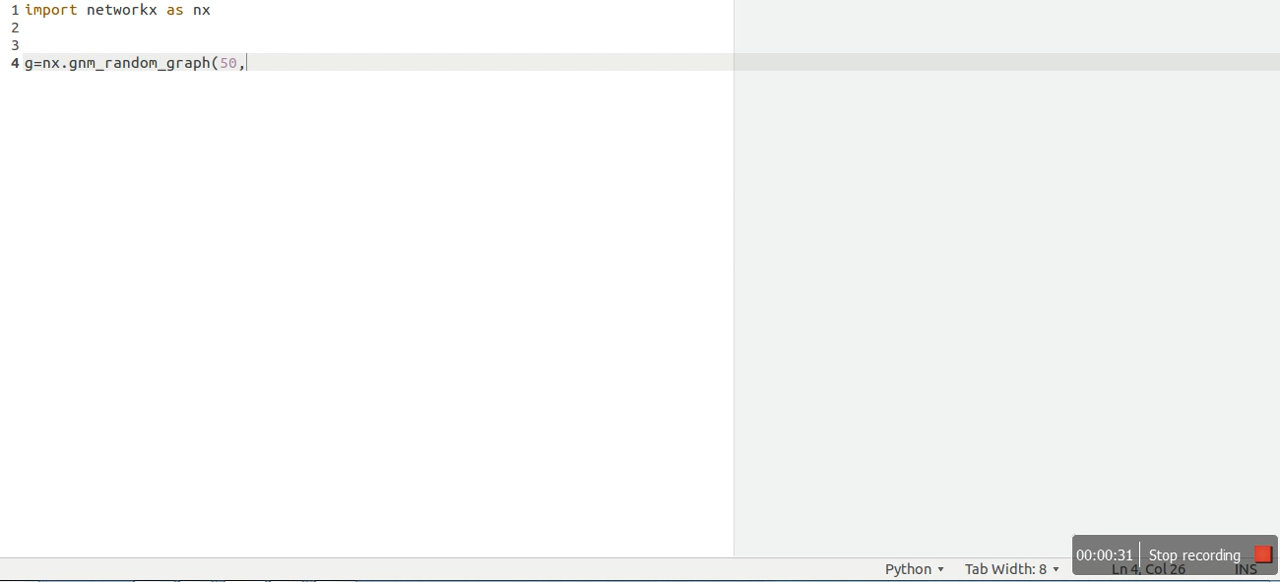 1 import networkx as nx
2
3
4 g=nx.gnm_random_graph(50,
00:00:31 Stop recording
Python Tab Width: 8 Ln 4, Col 26 INS